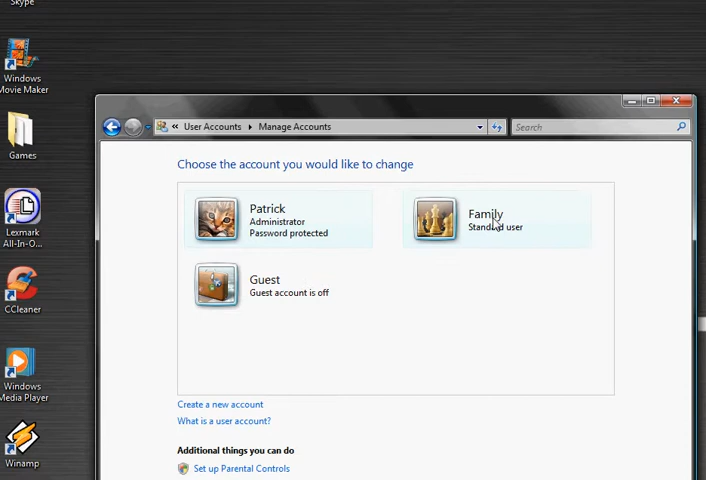 Skype
Windows
Movie Maker
Games
Lexmark
All-In-O...
CCleaner
Windows
Media Player
Winamp
User Accounts
Manage Accounts
Search
Choose the account you would like to change
Patrick
Administrator
Password protected
Family
Standard user
Guest
Guest account is off
Create a new account
What is a user account?
Additional things you can do
Set up Parental Controls